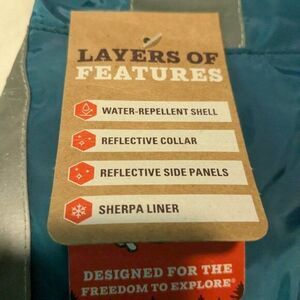 LAYERS OF
FEATURES
WATER-REPELLENT SHELL
REFLECTIVE COLLAR
REFLECTIVE SIDE PANELS
SHERPA LINER
DESIGNED FOR THE
FREEDOM TO EXPLORE®